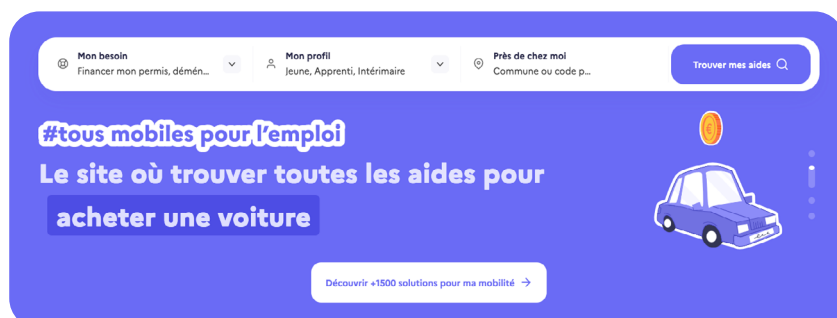 Mon besoin
Financer mon permis, démén...
Mon profil
Jeune, Apprenti, Intérimaire
Près de chez moi
Commune ou code p...
Trouver mes aides
#tous mobiles pour l'emploi
Le site où trouver toutes les aides pour
acheter une voiture
Découvrir +1500 solutions pour ma mobilité →